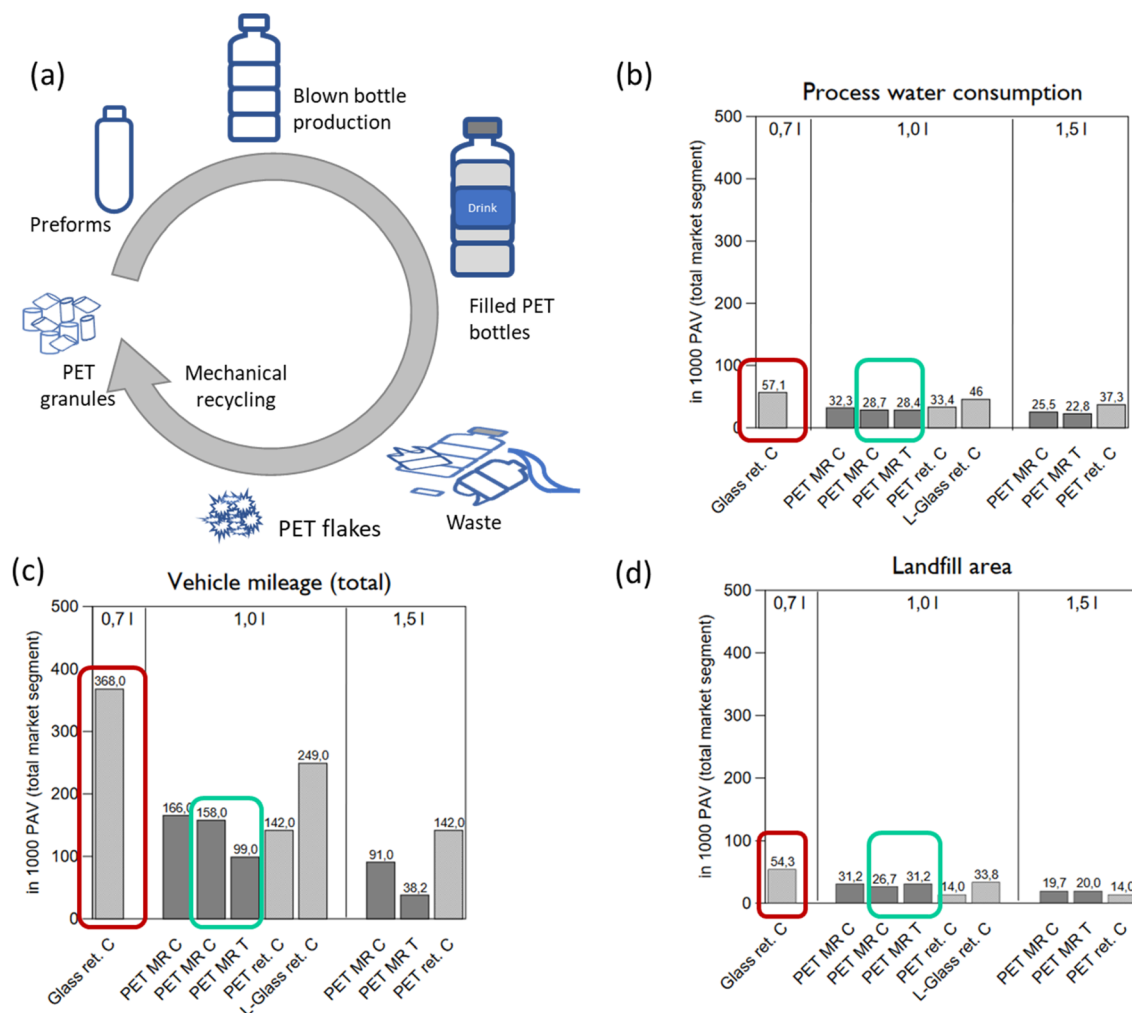 (a)
Blown bottle
production
Preforms
Drink
Filled PET
bottles
PET
granules
Mechanical
recycling
Waste
PET flakes
(b)
Process water consumption
in 1000 PAV (total market segment)
500
400
300
200
100
0
0,7 l
1,0 l
1,5 l
57,1
32,3
28,7
28,4
33,4
46
25,5
22,8
37,3
Glass ret. C
PET MR C
PET MR C
PET MR T
PET ret. C
L-Glass ret. C
PET MR C
PET MR T
PET ret. C
(c)
Vehicle mileage (total)
in 1000 PAV (total market segment)
500
400
300
200
100
0
0,7 l
1,0 l
1,5 l
368,0
166,0
158,0
99,0
142,0
249,0
91,0
38,2
142,0
Glass ret. C
PET MR C
PET MR C
PET MR T
PET ret. C
L-Glass ret. C
PET MR C
PET MR T
PET ret. C
(d)
Landfill area
in 1000 PAV (total market segment)
500
400
300
200
100
0
0,7 l
1,0 l
1,5 l
54,3
31,2
26,7
31,2
14,0
33,8
19,7
20,0
14,0
Glass ret. C
PET MR C
PET MR C
PET MR T
PET ret. C
L-Glass ret. C
PET MR C
PET MR T
PET ret. C